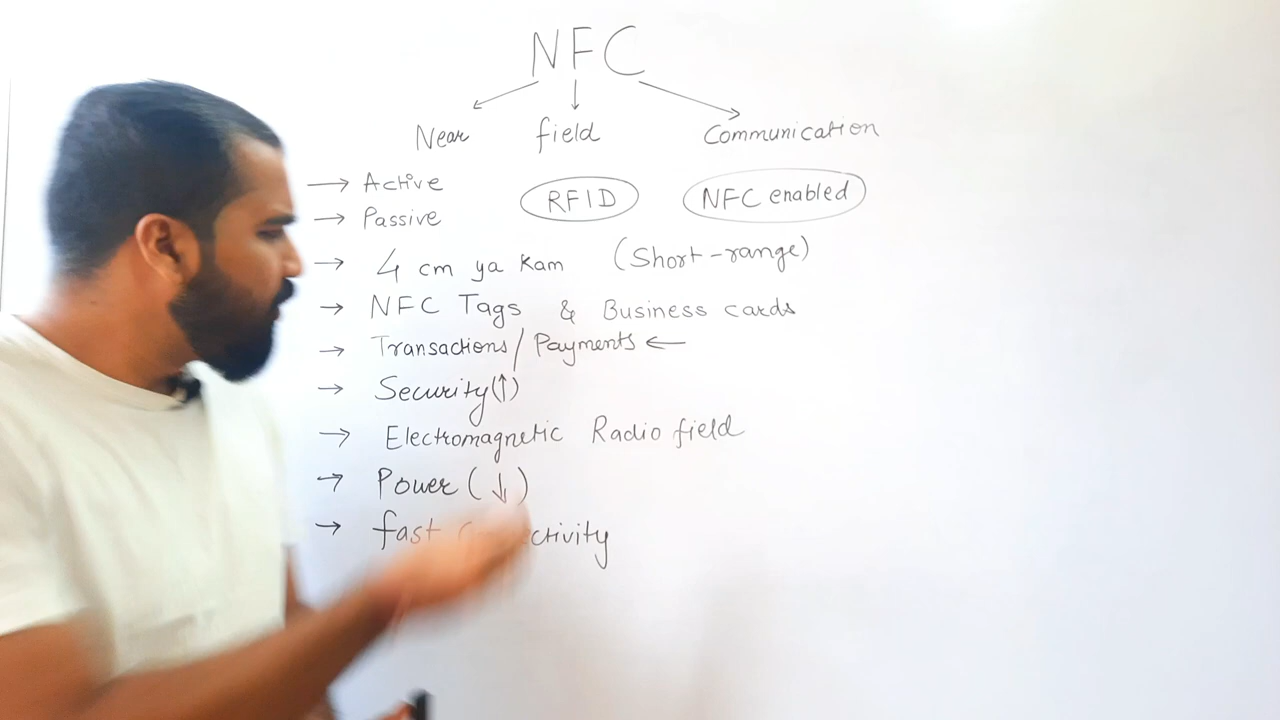 NFC
Near field Communication
→ Active RFID NFC enabled
→ Passive
→ 4 cm ya kam (Short-range)
→ NFC Tags & Business cards
→ Transactions/Payments ←
→ Security(↑)
→ Electromagnetic Radio field
→ Power (↓)
→ fast